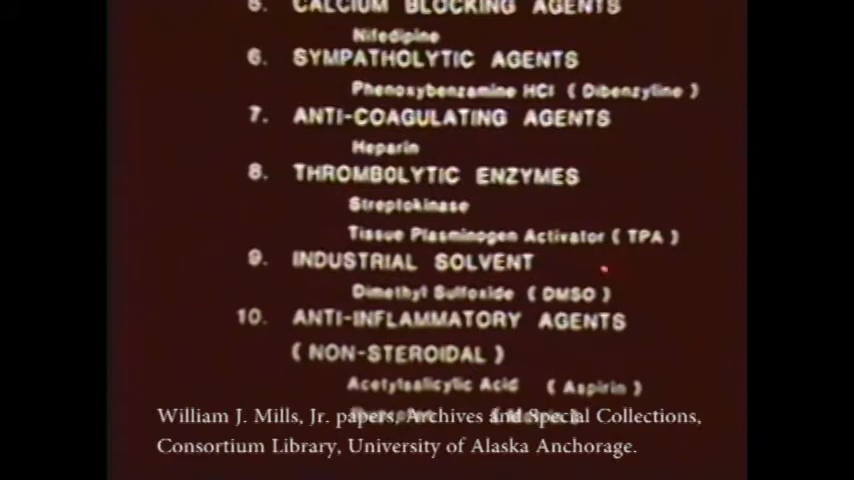 5. CALCIUM BLOCKING AGENTS
Nifedipine
6. SYMPATHOLYTIC AGENTS
Phenoxybenzamine HCl ( Dibenzyline )
7. ANTI-COAGULATING AGENTS
Heparin
8. THROMBOLYTIC ENZYMES
Streptokinase
Tissue Plasminogen Activator ( TPA )
9. INDUSTRIAL SOLVENT
Dimethyl Sulfoxide ( DMSO )
10. ANTI-INFLAMMATORY AGENTS
( NON-STEROIDAL )
Acetylsalicylic Acid ( Aspirin )
William J. Mills, Jr. papers, Archives and Special Collections,
Consortium Library, University of Alaska Anchorage.